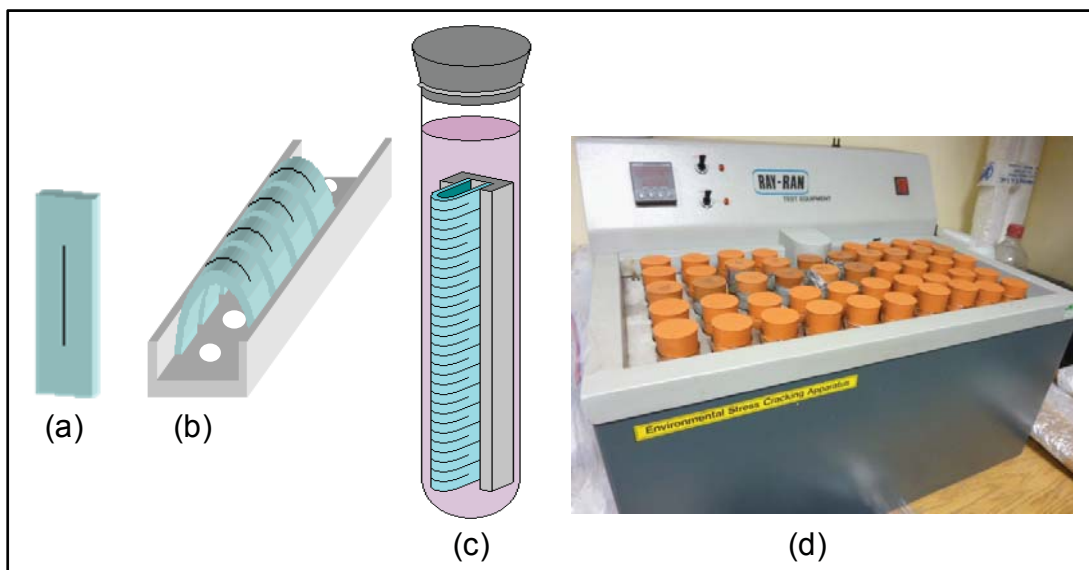 RAY-RAN
TEST EQUIPMENT
Environmental Stress Cracking Apparatus
(a)
(b)
(c)
(d)